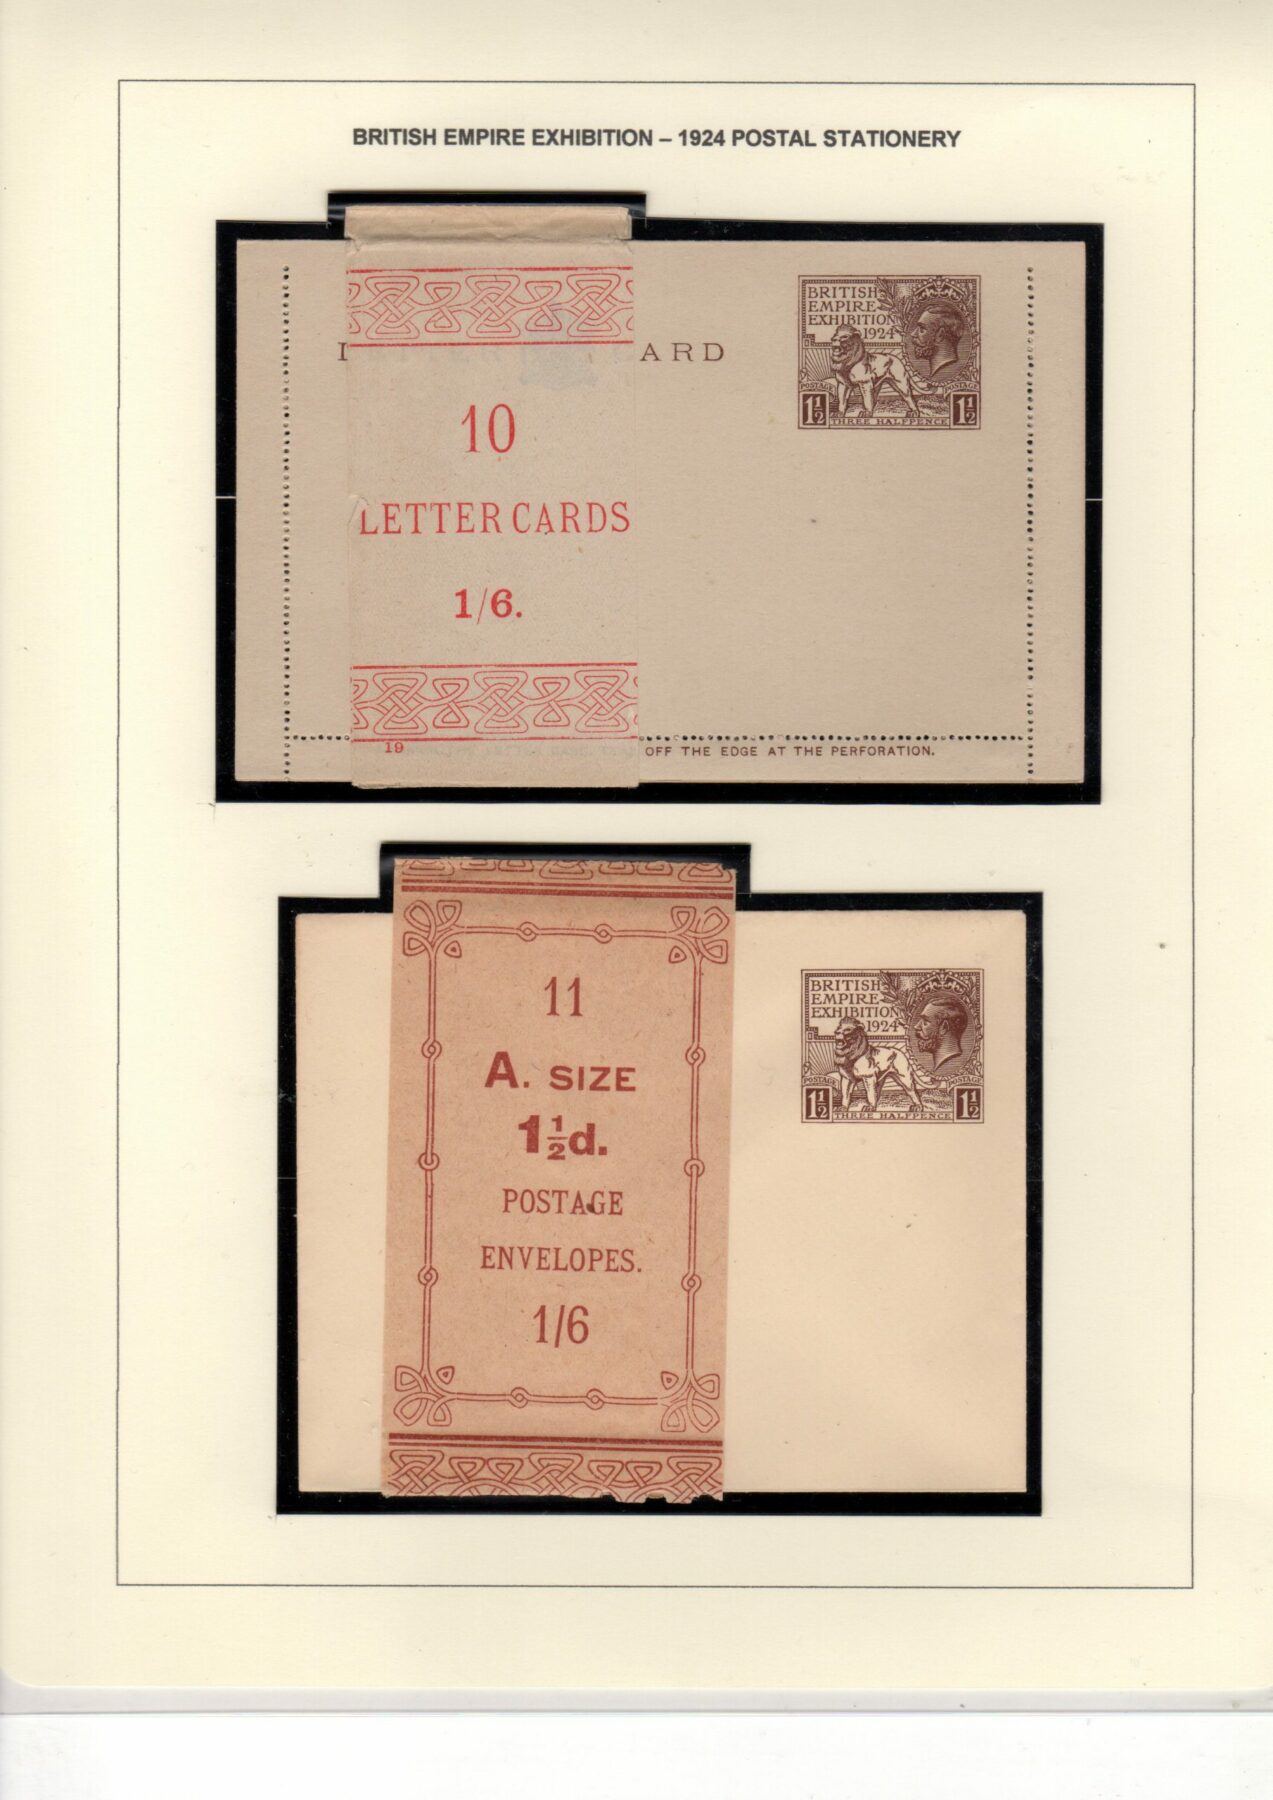 BRITISH EMPIRE EXHIBITION – 1924 POSTAL STATIONERY
BRITISH
EMPIRE
EXHIBITION
1924
CARD
POSTAGE POSTAGE
1½ THREE HALFPENCE 1½
10
LETTER CARDS
1/6.
19
OFF THE EDGE AT THE PERFORATION.
11
A. SIZE
1½d.
POSTAGE
ENVELOPES.
1/6
BRITISH
EMPIRE
EXHIBITION
1924
POSTAGE POSTAGE
1½ THREE HALFPENCE 1½